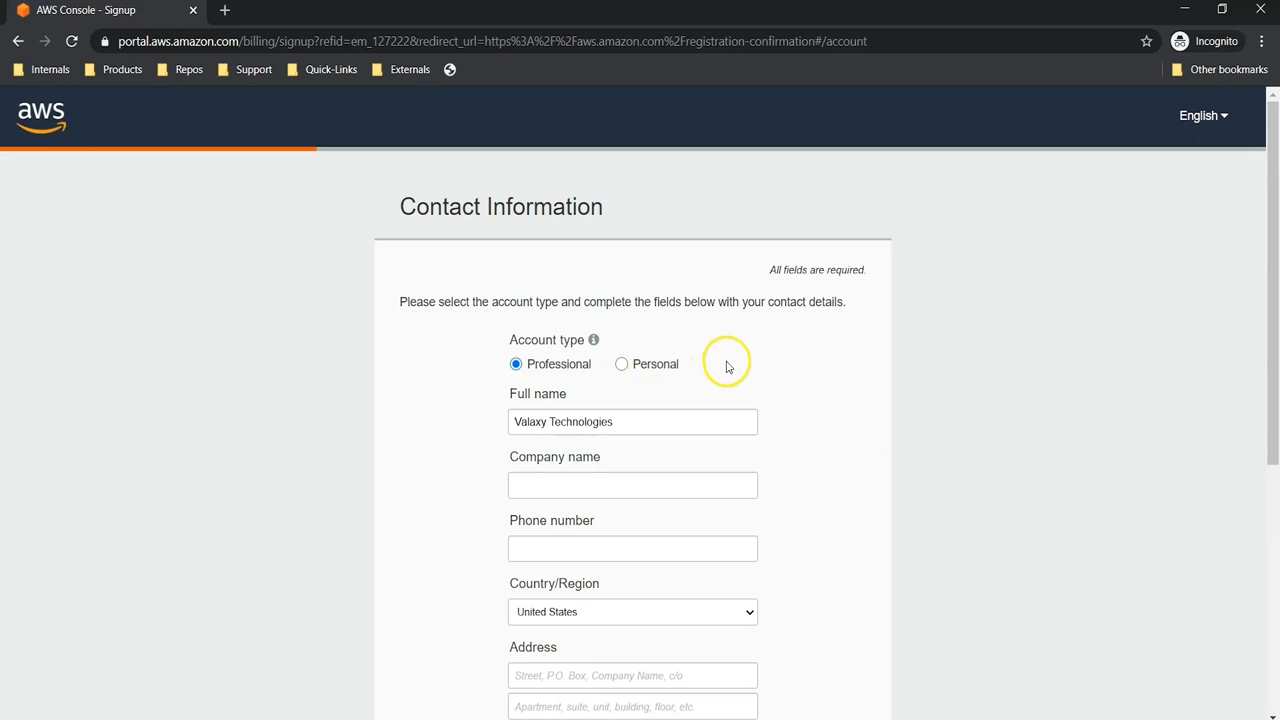 AWS Console - Signup
portal.aws.amazon.com/billing/signup?refid=em_127222&redirect_url=https%3A%2F%2Faws.amazon.com%2Fregistration-confirmation#/account
Incognito
Internals
Products
Repos
Support
Quick-Links
Externals
Other bookmarks
aws
English
Contact Information
All fields are required.
Please select the account type and complete the fields below with your contact details.
Account type
Professional
Personal
Full name
Valaxy Technologies
Company name
Phone number
Country/Region
United States
Address
Street, P.O. Box, Company Name, c/o
Apartment, suite, unit, building, floor, etc.